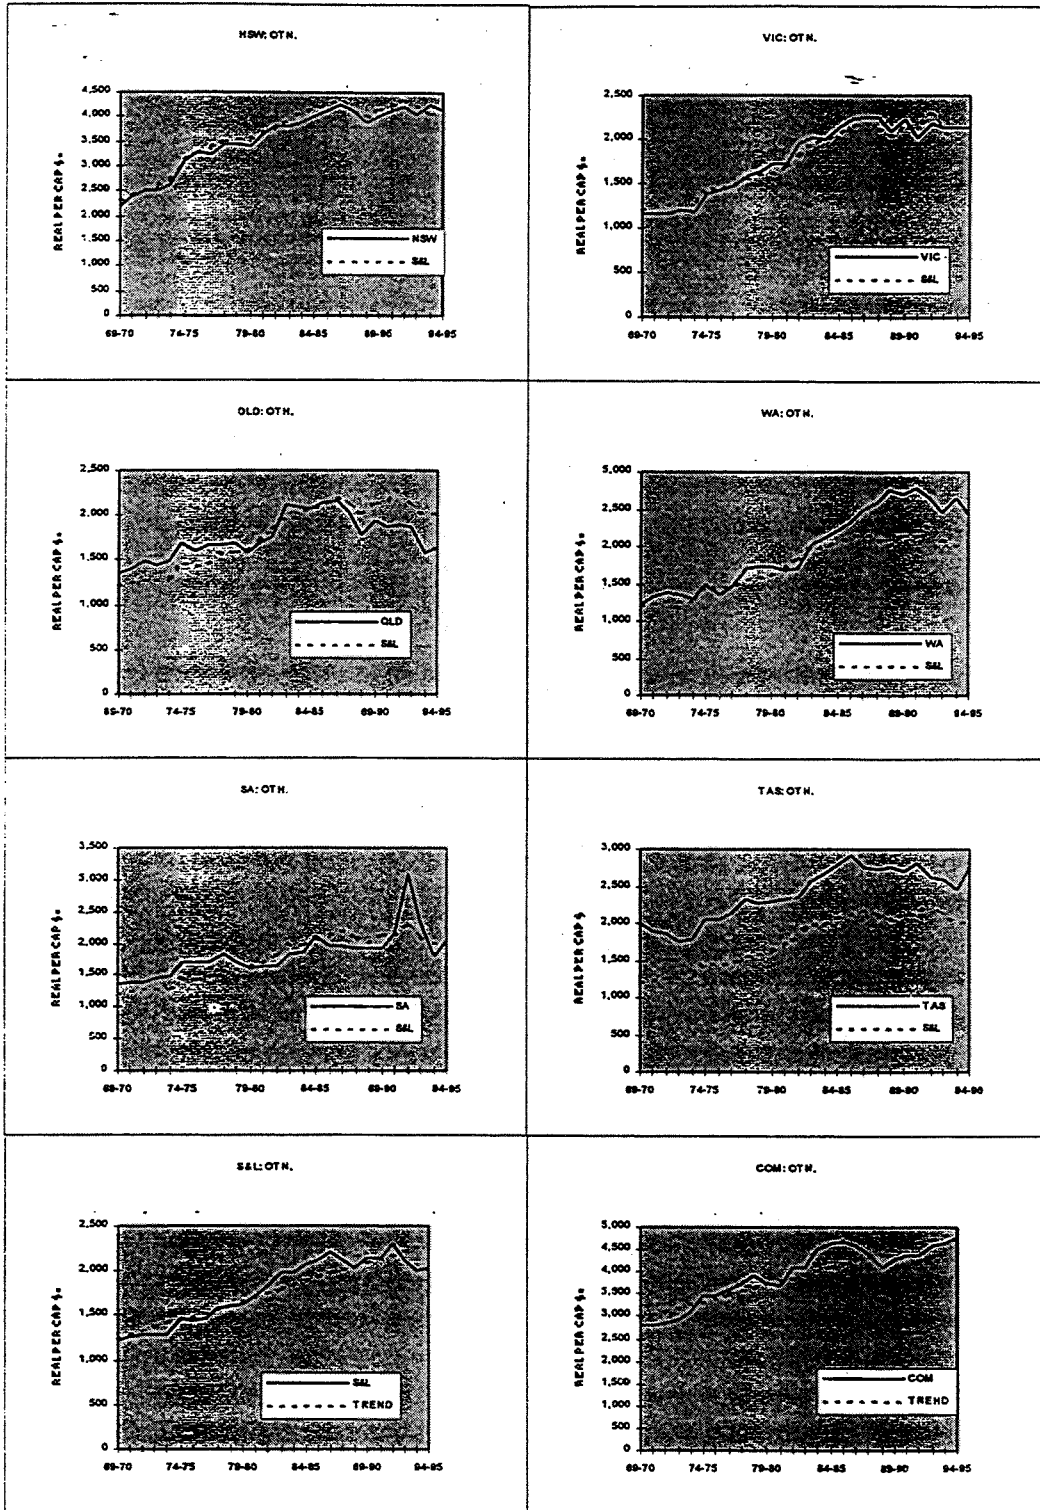 NSW: OTH.
4,500
4,000
3,500
3,000
2,500
2,000
1,500
1,000
500
0
REAL PER CAP $s
NSW
S&L
69-70 74-75 79-80 84-85 89-90 94-95
VIC: OTH.
2,500
2,000
1,500
1,000
500
0
REAL PER CAP $s
VIC
S&L
69-70 74-75 79-80 84-85 89-90 94-95
QLD: OTH.
2,500
2,000
1,500
1,000
500
0
REAL PER CAP $s
QLD
S&L
69-70 74-75 79-80 84-85 89-90 94-95
WA: OTH.
5,000
2,500
2,000
1,500
1,000
500
0
REAL PER CAP $s
WA
S&L
69-70 74-75 79-80 84-85 89-90 94-95
SA: OTH.
3,500
3,000
2,500
2,000
1,500
1,000
500
0
REAL PER CAP $s
SA
S&L
69-70 74-75 79-80 84-85 89-90 94-95
TAS: OTH.
3,000
2,500
2,000
1,500
1,000
500
0
REAL PER CAP $s
TAS
S&L
69-70 74-75 79-80 84-85 89-90
S&L: OTH.
2,500
2,000
1,500
1,000
500
0
REAL PER CAP $s
S&L
TREND
69-70 74-75 79-80 84-85 89-90 94-95
COM: OTH.
5,000
4,500
4,000
3,500
3,000
2,500
2,000
1,500
1,000
500
0
REAL PER CAP $s
COM
TREND
69-70 74-75 79-80 84-85 89-90 94-95